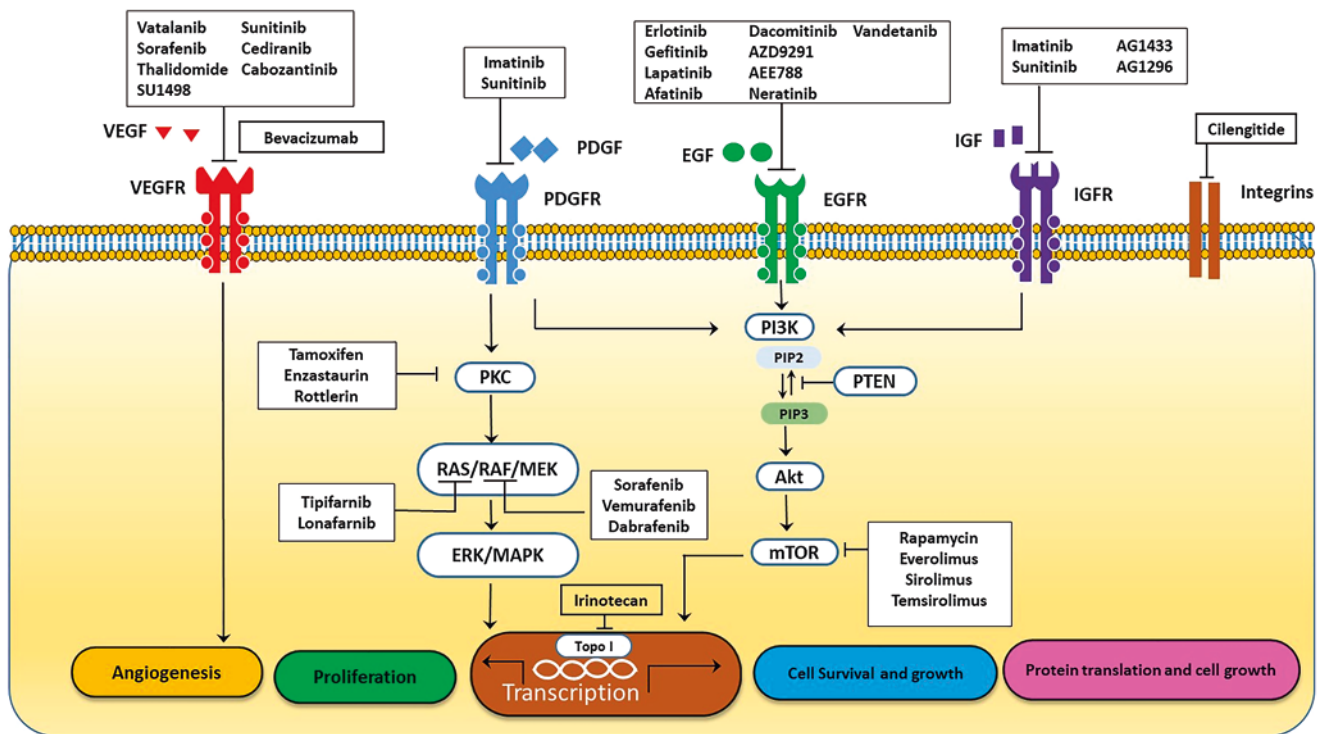 Vatalanib Sunitinib
Sorafenib Cediranib
Thalidomide Cabozantinib
SU1498
Imatinib
Sunitinib
Erlotinib Dacomitinib Vandetanib
Gefitinib AZD9291
Lapatinib AEE788
Afatinib Neratinib
Imatinib AG1433
Sunitinib AG1296
VEGF
Bevacizumab
PDGF
EGF
IGF
Cilengitide
VEGFR
PDGFR
EGFR
IGFR
Integrins
PI3K
PIP2
PTEN
PIP3
Tamoxifen
Enzastaurin
Rottlerin
PKC
RAS/RAF/MEK
Akt
Tipifarnib
Lonafarnib
Sorafenib
Vemurafenib
Dabrafenib
ERK/MAPK
mTOR
Rapamycin
Everolimus
Sirolimus
Temsirolimus
Irinotecan
Topo I
Transcription
Angiogenesis
Proliferation
Cell Survival and growth
Protein translation and cell growth